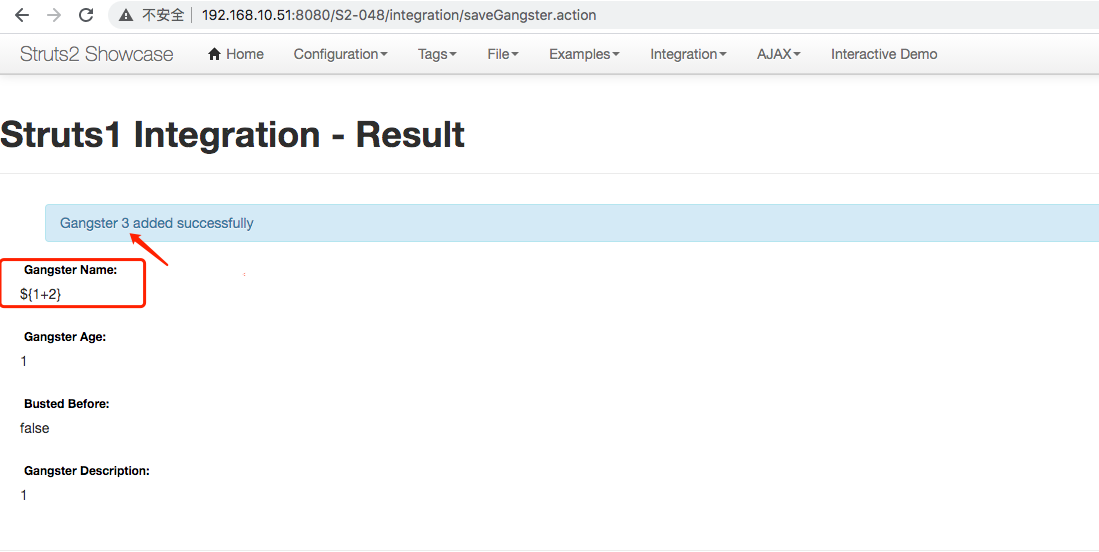 不安全 192.168.10.51:8080/S2-048/integration/saveGangster.action
Struts2 Showcase Home Configuration Tags File Examples Integration AJAX Interactive Demo
Struts1 Integration - Result
Gangster 3 added successfully
Gangster Name:
${1+2}
Gangster Age:
1
Busted Before:
false
Gangster Description:
1